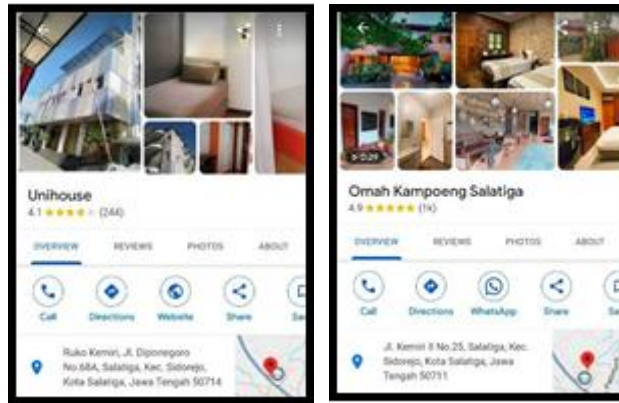 Unihouse
4.1 (244)
OVERVIEW REVIEWS PHOTOS ABOUT
Call Directions Website Share
Ruko Kemiri, Jl. Diponegoro
No.68A, Salatiga, Kec. Sidorejo,
Kota Salatiga, Jawa Tengah 50714
0:29
Omah Kampoeng Salatiga
4.9 (1k)
OVERVIEW REVIEWS PHOTOS ABOUT
Call Directions WhatsApp Share
Jl. Kemiri II No.25, Salatiga, Kec.
Sidorejo, Kota Salatiga, Jawa
Tengah 50711